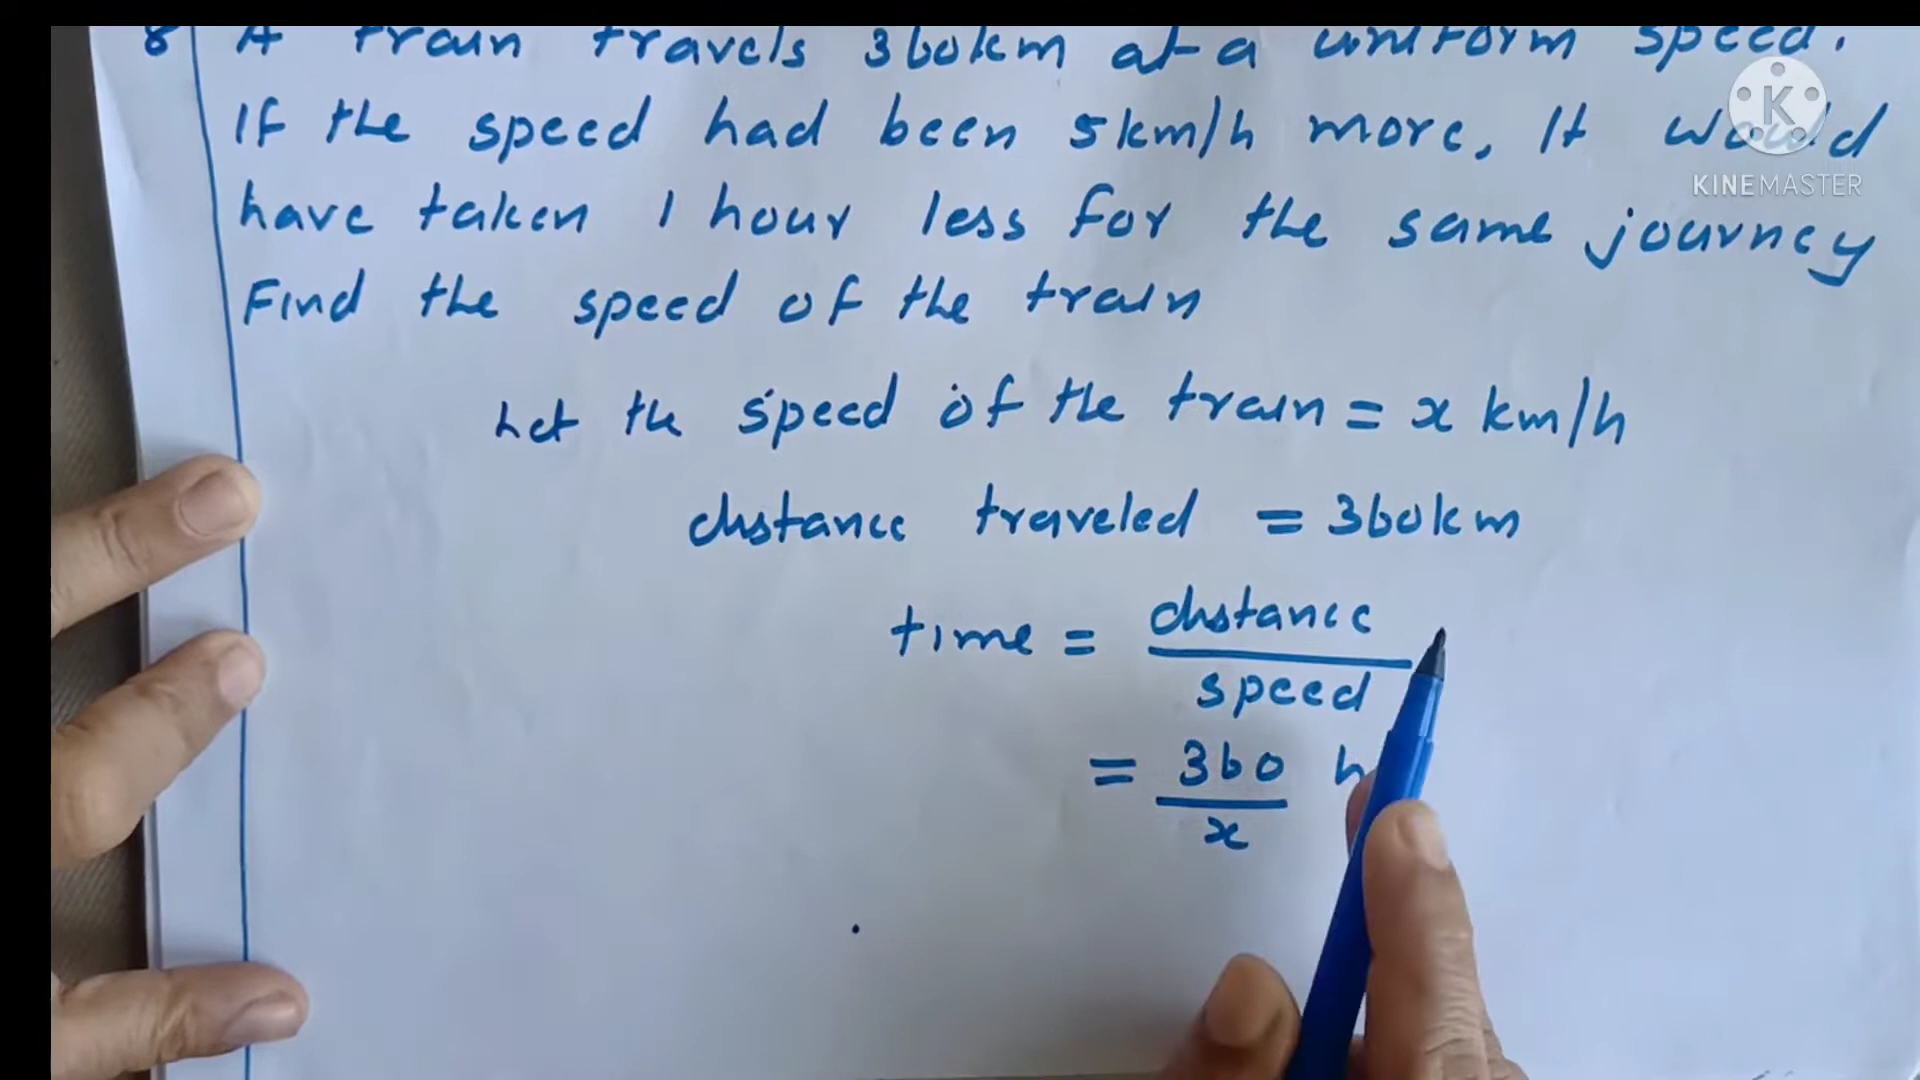 8 A train travels 360km at a uniform speed.
If the speed had been 5km/h more, It would
have taken 1 hour less for the same journey
Find the speed of the train
Let the speed of the train = x km/h
distance traveled = 360km
time = distance
speed
= 360 h
x
KINEMASTER